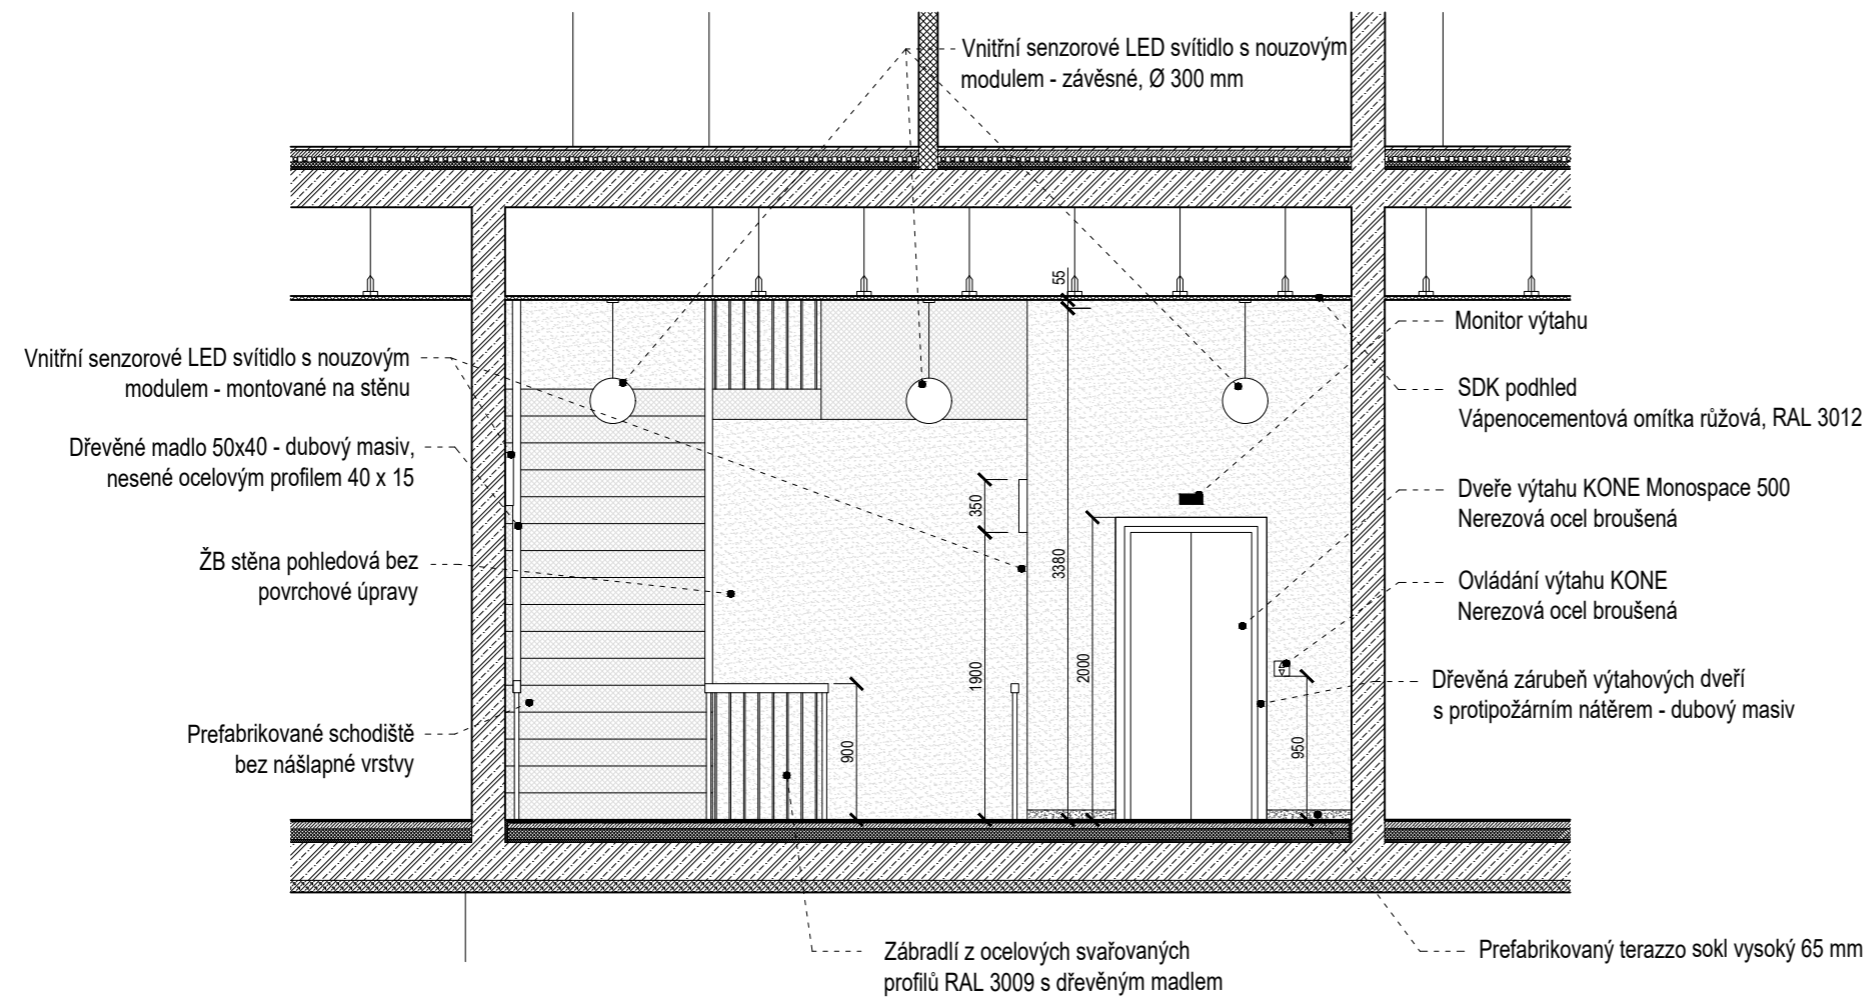 Vnitřní senzorové LED svítidlo s nouzovým
modulem - závěsné, Ø 300 mm
Vnitřní senzorové LED svítidlo s nouzovým
modulem - montované na stěnu
Dřevěné madlo 50x40 - dubový masiv,
nesené ocelovým profilem 40 x 15
ŽB stěna pohledová bez
povrchové úpravy
Prefabrikované schodiště
bez nášlapné vrstvy
55
350
3380
1900
2000
900
950
Monitor výtahu
SDK podhled
Vápenocementová omítka růžová, RAL 3012
Dveře výtahu KONE Monospace 500
Nerezová ocel broušená
Ovládání výtahu KONE
Nerezová ocel broušená
Dřevěná zárubeň výtahových dveří
s protipožárním nátěrem - dubový masiv
Zábradlí z ocelových svařovaných
profilů RAL 3009 s dřevěným madlem
Prefabrikovaný terazzo sokl vysoký 65 mm